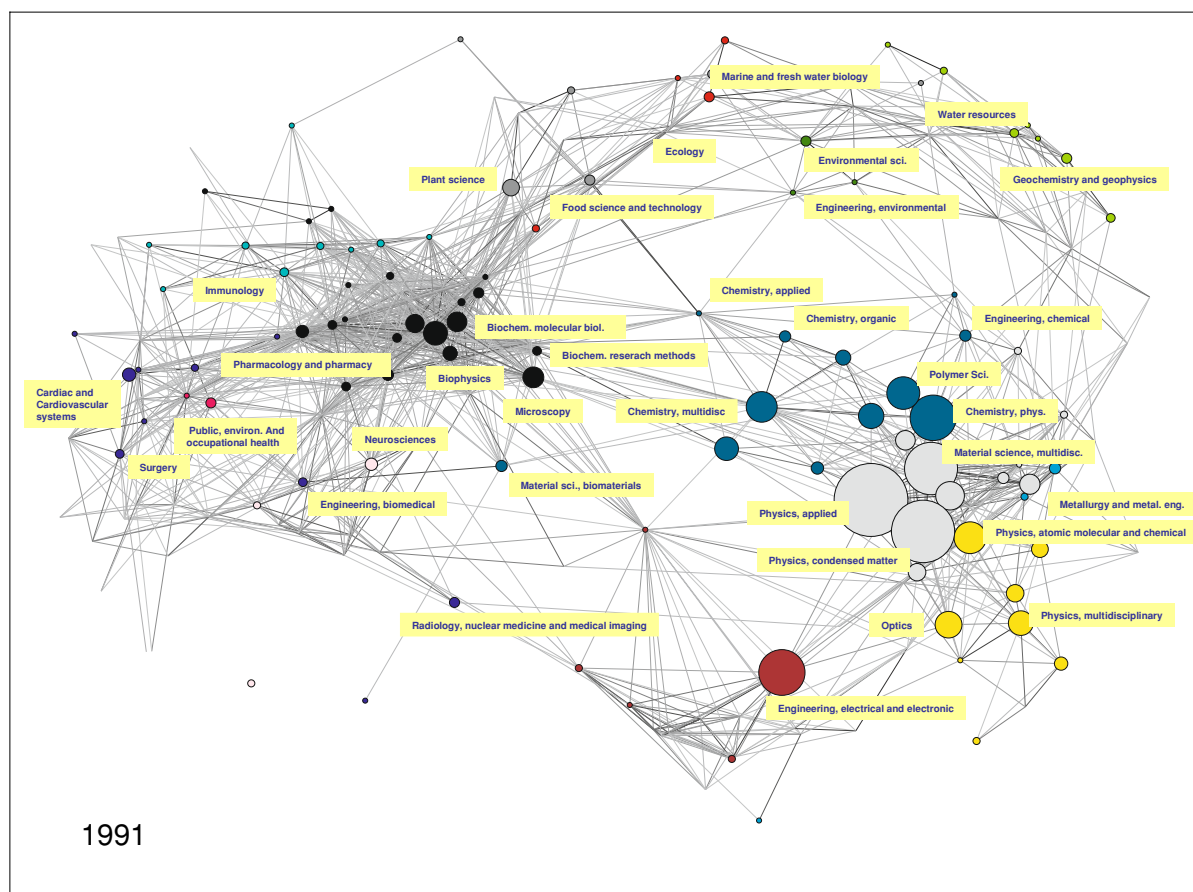 Marine and fresh water biology
Water resources
Ecology
Environmental sci.
Plant science
Geochemistry and geophysics
Food science and technology
Engineering, environmental
Immunology
Chemistry, applied
Chemistry, organic
Engineering, chemical
Biochem. molecular biol.
Pharmacology and pharmacy
Biochem. reserach methods
Biophysics
Polymer Sci.
Cardiac and
Cardiovascular
systems
Microscopy
Chemistry, multidisc
Chemistry, phys.
Public, environ. And
occupational health
Neurosciences
Material science, multidisc.
Surgery
Engineering, biomedical
Material sci., biomaterials
Physics, applied
Metallurgy and metal. eng.
Physics, atomic molecular and chemical
Physics, condensed matter
Radiology, nuclear medicine and medical imaging
Optics
Physics, multidisciplinary
Engineering, electrical and electronic
1991